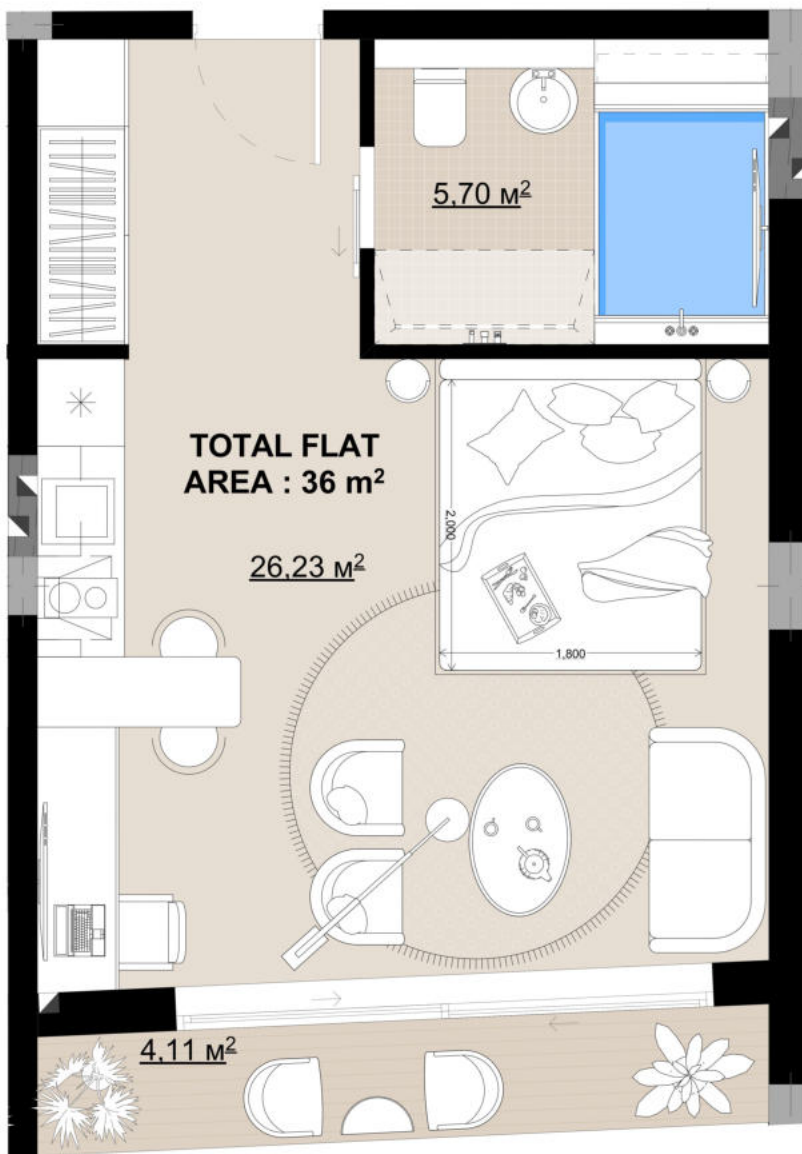 5,70 м²
TOTAL FLAT
AREA : 36 m²
26,23 м²
2,000
1,800
4,11 м²